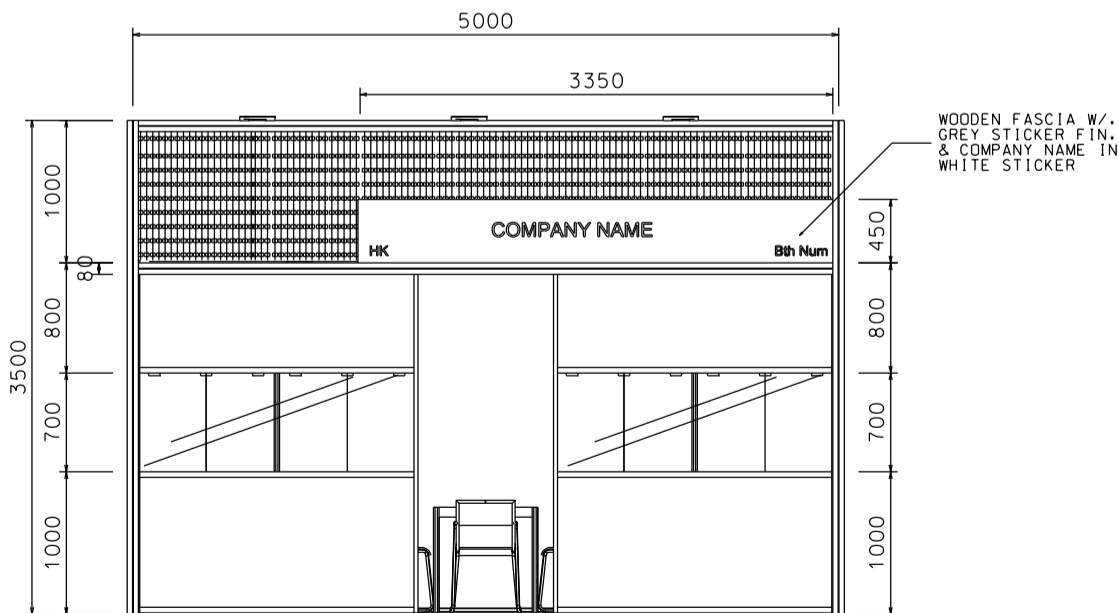 5000
3350
WOODEN FASCIA W/.
GREY STICKER FIN.
& COMPANY NAME IN
WHITE STICKER
1000
450
COMPANY NAME
HK
Bth Num
80
800
800
3500
700
700
1000
1000